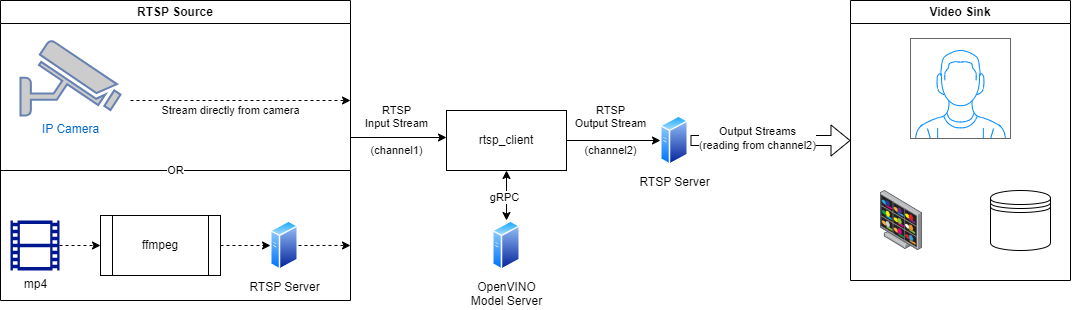 RTSP Source
Video Sink
IP Camera
Stream directly from camera
OR
mp4
ffmpeg
RTSP Server
RTSP
Input Stream
(channel1)
rtsp_client
gRPC
OpenVINO
Model Server
RTSP
Output Stream
(channel2)
RTSP Server
Output Streams
(reading from channel2)